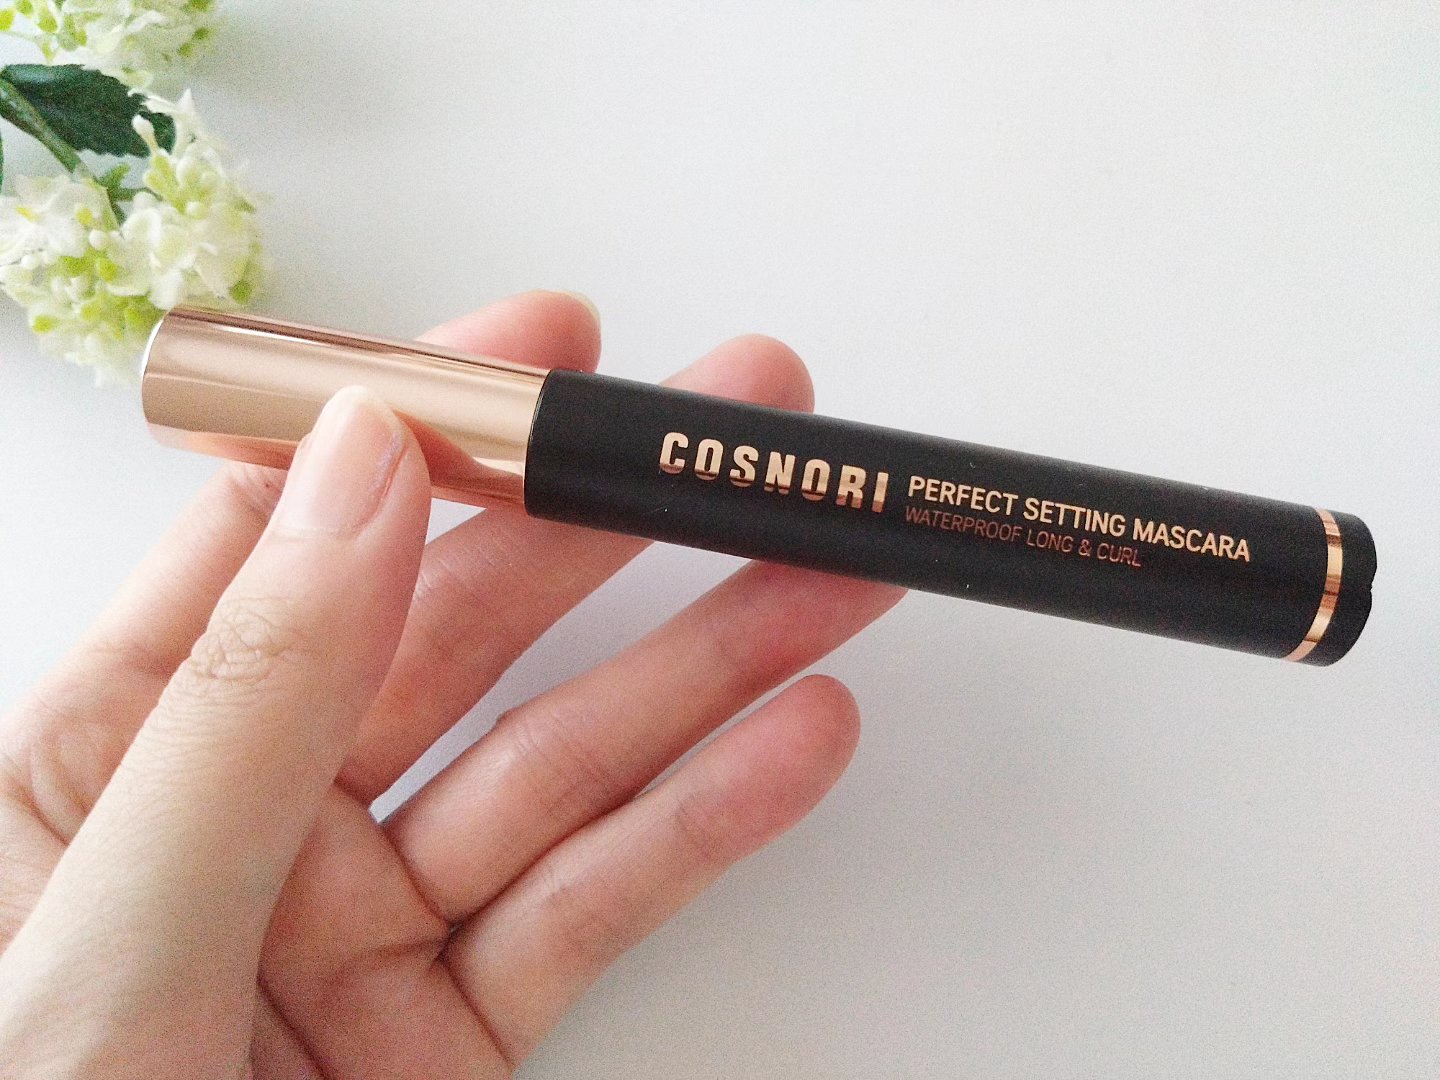 COSNORI
PERFECT SETTING MASCARA
WATERPROOF LONG & CURL